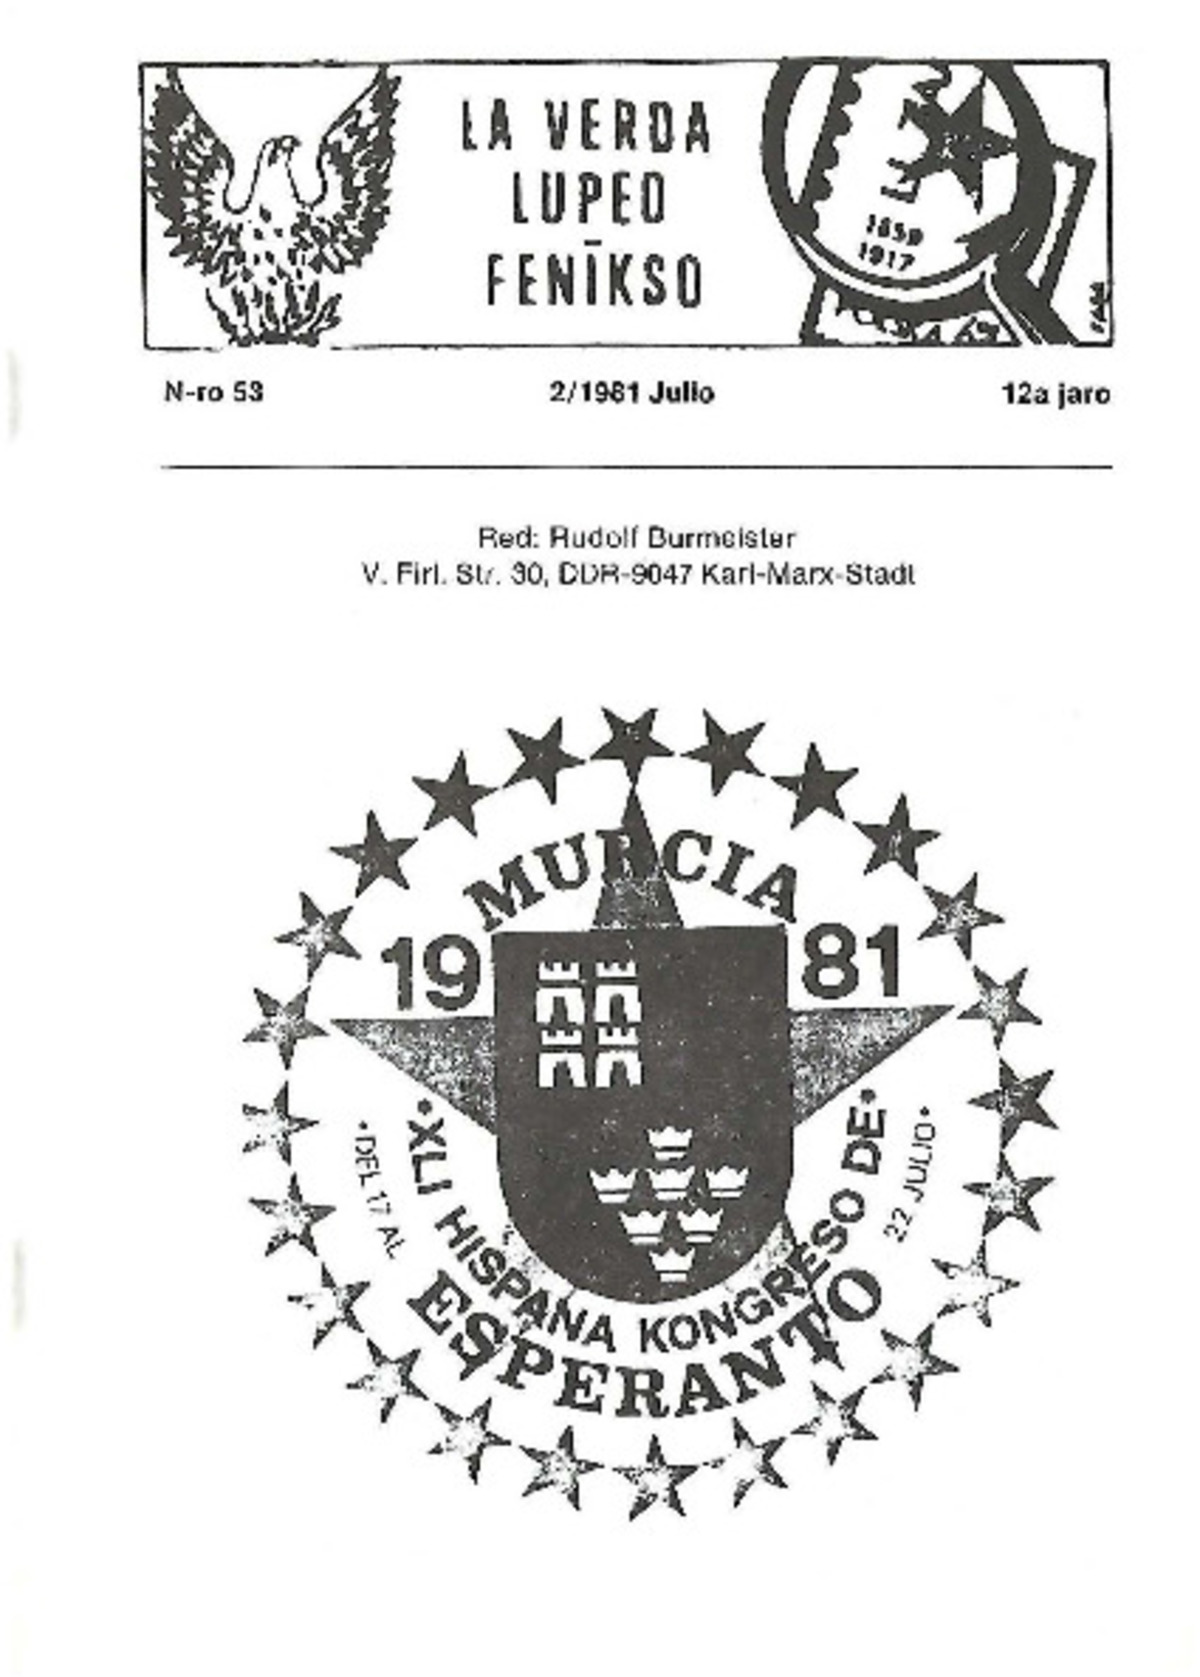 LA VERDA
LUPEO
FENĪKSO
1859
1917
N-ro 53
2/1981 Julio
12a jaro
Red: Rudolf Burmeister
V. Firl. Str. 30, DDR-9047 Karl-Marx-Stadt
MURCIA
19 81
•XLI HISPANA KONGRESO DE•
•DEL 17 AL
22 JULIO•
ESPERANTO